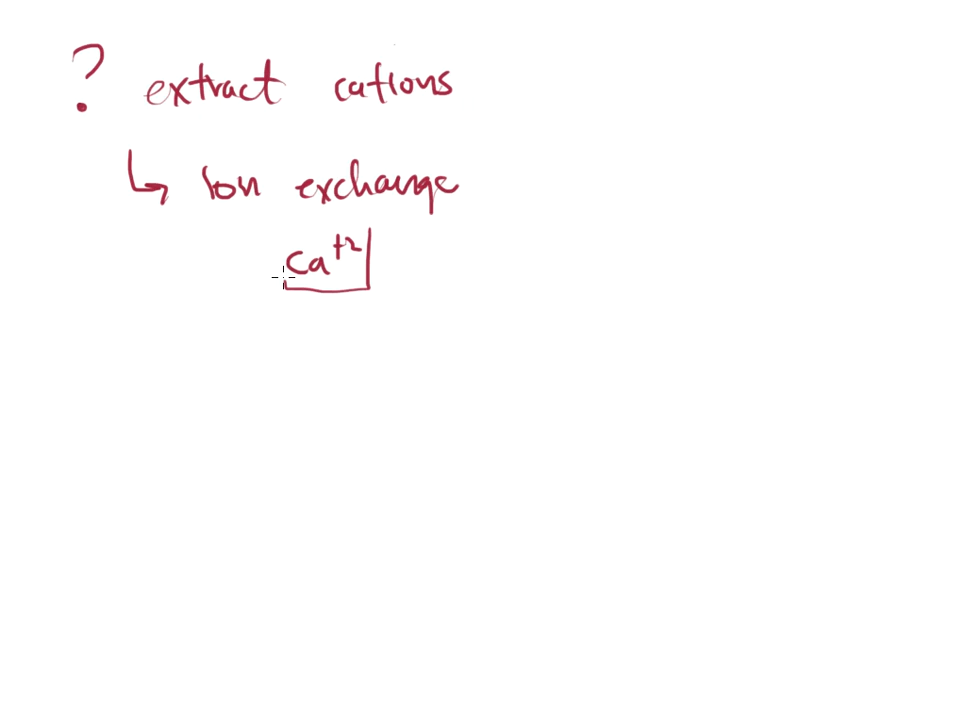 ? extract cations
↳ Ion exchange
Ca+2